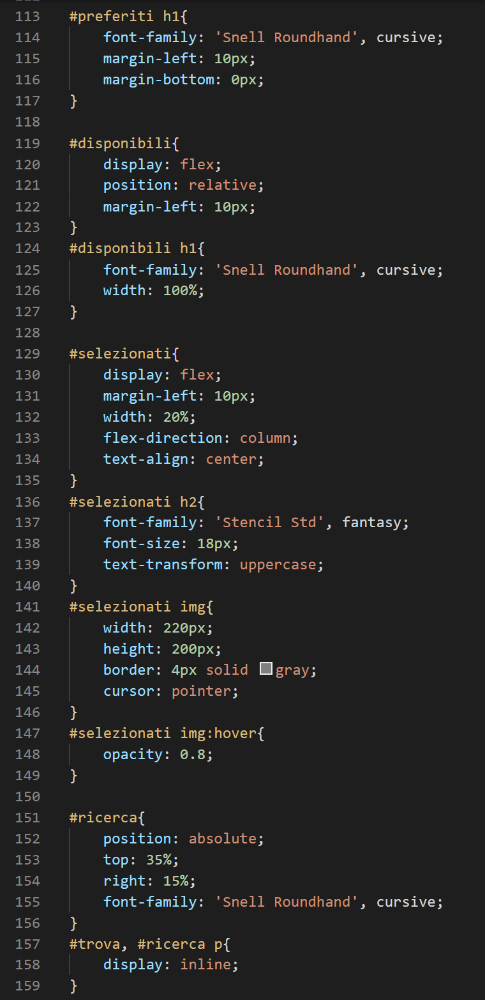 113 #preferiti h1{
114 font-family: 'Snell Roundhand', cursive;
115 margin-left: 10px;
116 margin-bottom: 0px;
117 }
118
119 #disponibili{
120 display: flex;
121 position: relative;
122 margin-left: 10px;
123 }
124 #disponibili h1{
125 font-family: 'Snell Roundhand', cursive;
126 width: 100%;
127 }
128
129 #selezionati{
130 display: flex;
131 margin-left: 10px;
132 width: 20%;
133 flex-direction: column;
134 text-align: center;
135 }
136 #selezionati h2{
137 font-family: 'Stencil Std', fantasy;
138 font-size: 18px;
139 text-transform: uppercase;
140 }
141 #selezionati img{
142 width: 220px;
143 height: 200px;
144 border: 4px solid gray;
145 cursor: pointer;
146 }
147 #selezionati img:hover{
148 opacity: 0.8;
149 }
150
151 #ricerca{
152 position: absolute;
153 top: 35%;
154 right: 15%;
155 font-family: 'Snell Roundhand', cursive;
156 }
157 #trova, #ricerca p{
158 display: inline;
159 }